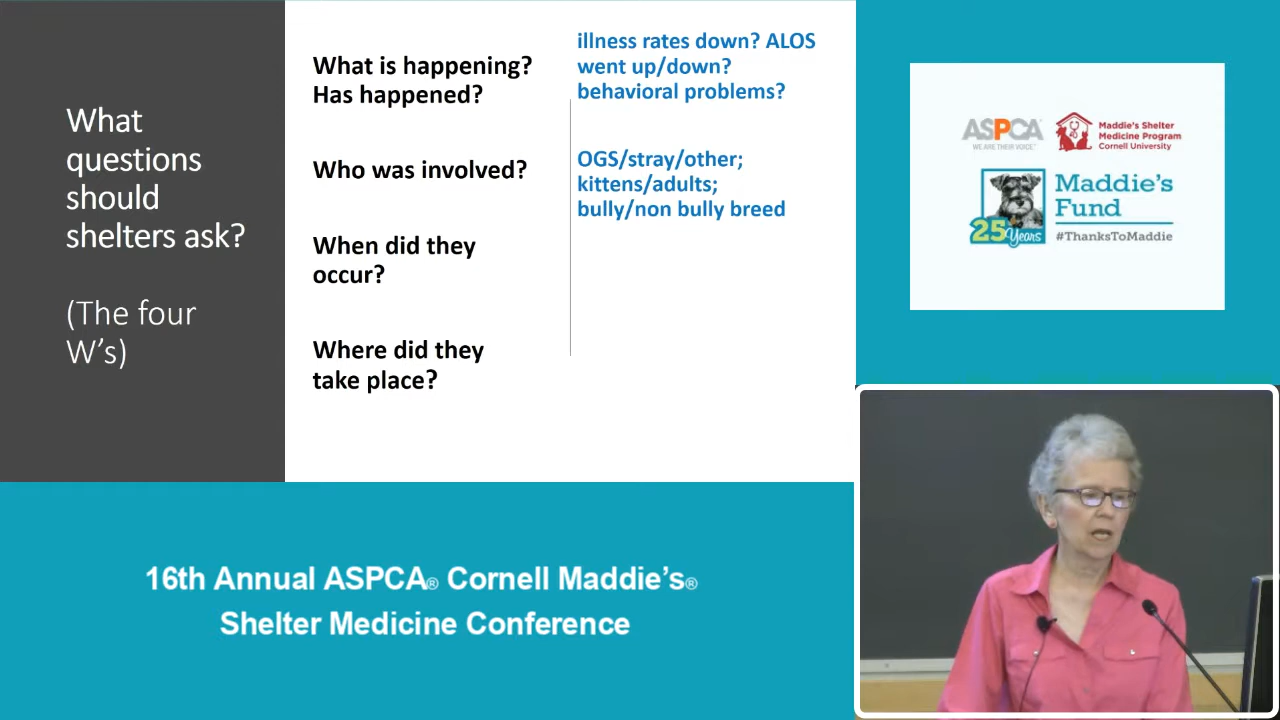 What
questions
should
shelters ask?
(The four
W's)
What is happening?
Has happened?
illness rates down? ALOS
went up/down?
behavioral problems?
Who was involved?
OGS/stray/other;
kittens/adults;
bully/non bully breed
When did they
occur?
Where did they
take place?
ASPCA
WE ARE THEIR VOICE
Maddie's Shelter
Medicine Program
Cornell University
Maddie's
Fund
25 Years
#ThanksToMaddie
16th Annual ASPCA® Cornell Maddie's®
Shelter Medicine Conference